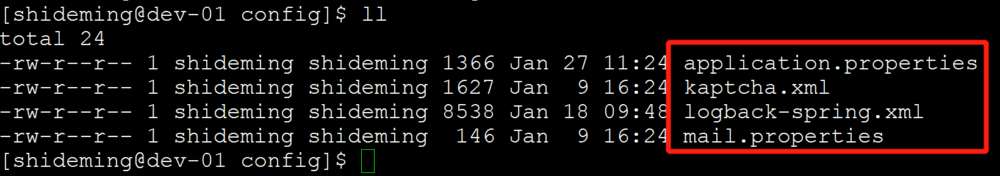 [shideming@dev-01 config]$ ll
total 24
-rw-r--r-- 1 shideming shideming 1366 Jan 27 11:24 application.properties
-rw-r--r-- 1 shideming shideming 1627 Jan  9 16:24 kaptcha.xml
-rw-r--r-- 1 shideming shideming 8538 Jan 18 09:48 logback-spring.xml
-rw-r--r-- 1 shideming shideming  146 Jan  9 16:24 mail.properties
[shideming@dev-01 config]$